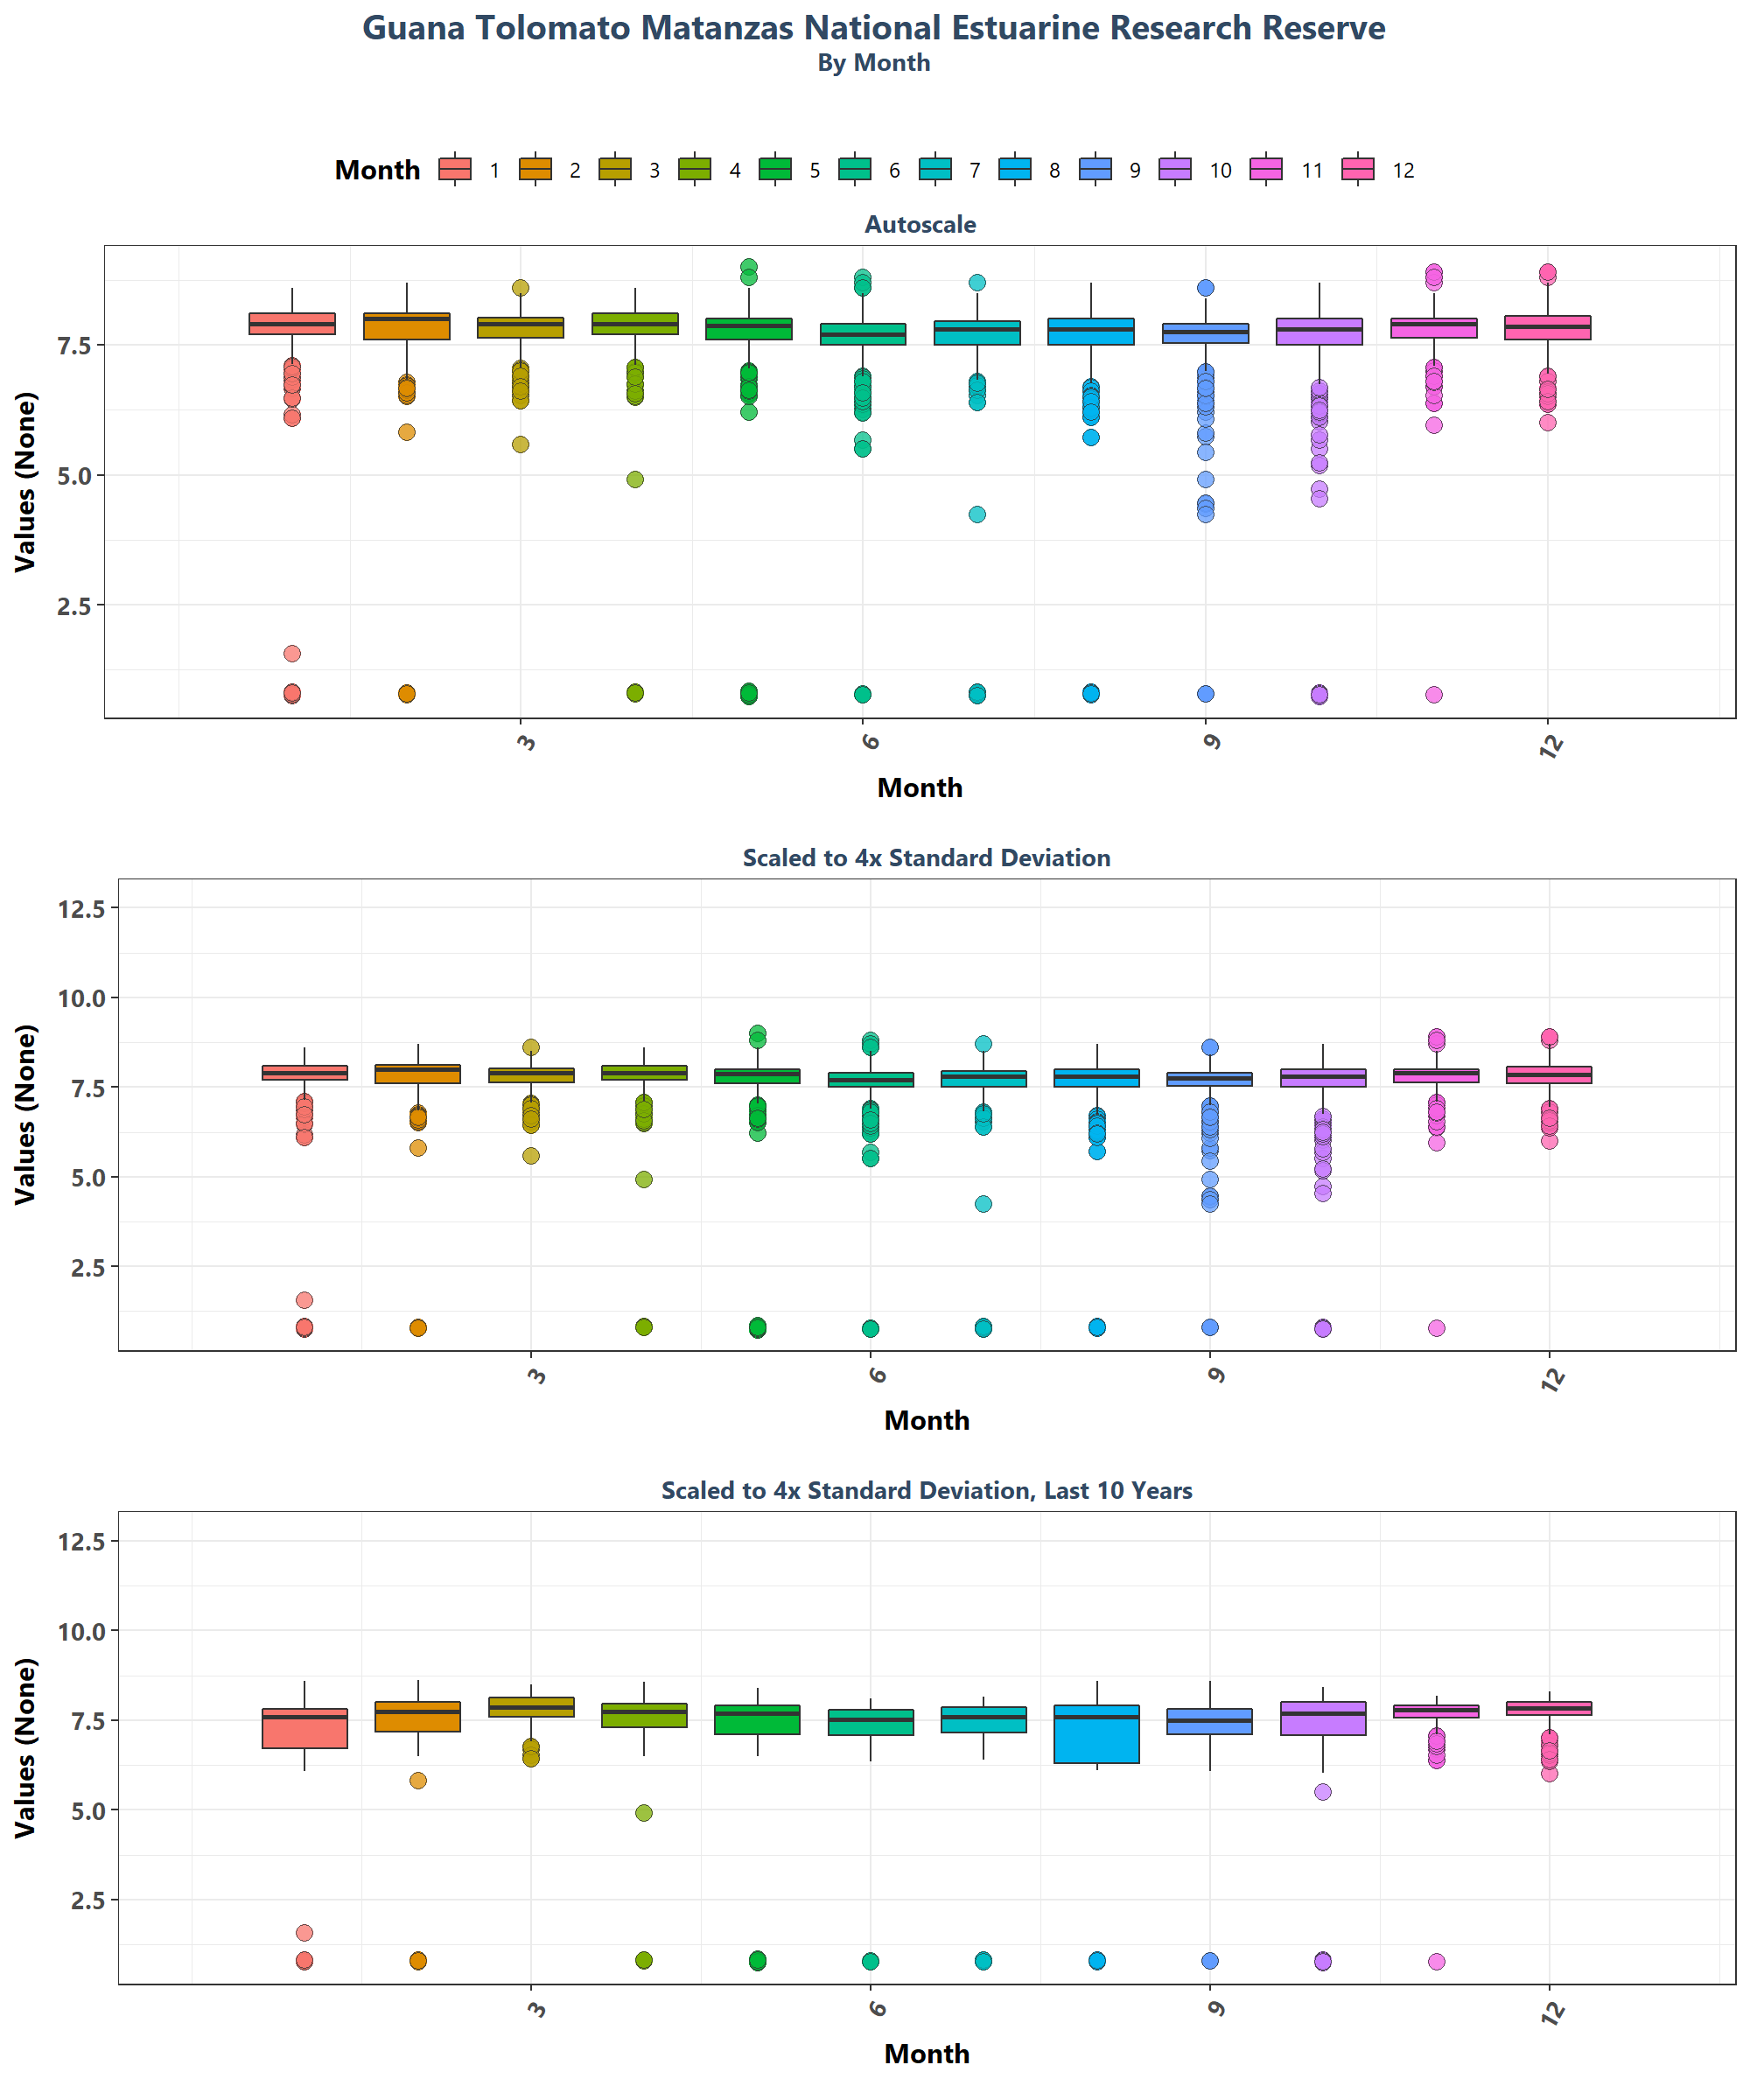 Guana Tolomato Matanzas National Estuarine Research Reserve
By Month
Month 1 2 3 4 5 6 7 8 9 10 11 12
Autoscale
Values (None)
7.5
5.0
2.5
3 6 9 12
Month
Scaled to 4x Standard Deviation
Values (None)
12.5
10.0
7.5
5.0
2.5
3 6 9 12
Month
Scaled to 4x Standard Deviation, Last 10 Years
Values (None)
12.5
10.0
7.5
5.0
2.5
3 6 9 12
Month